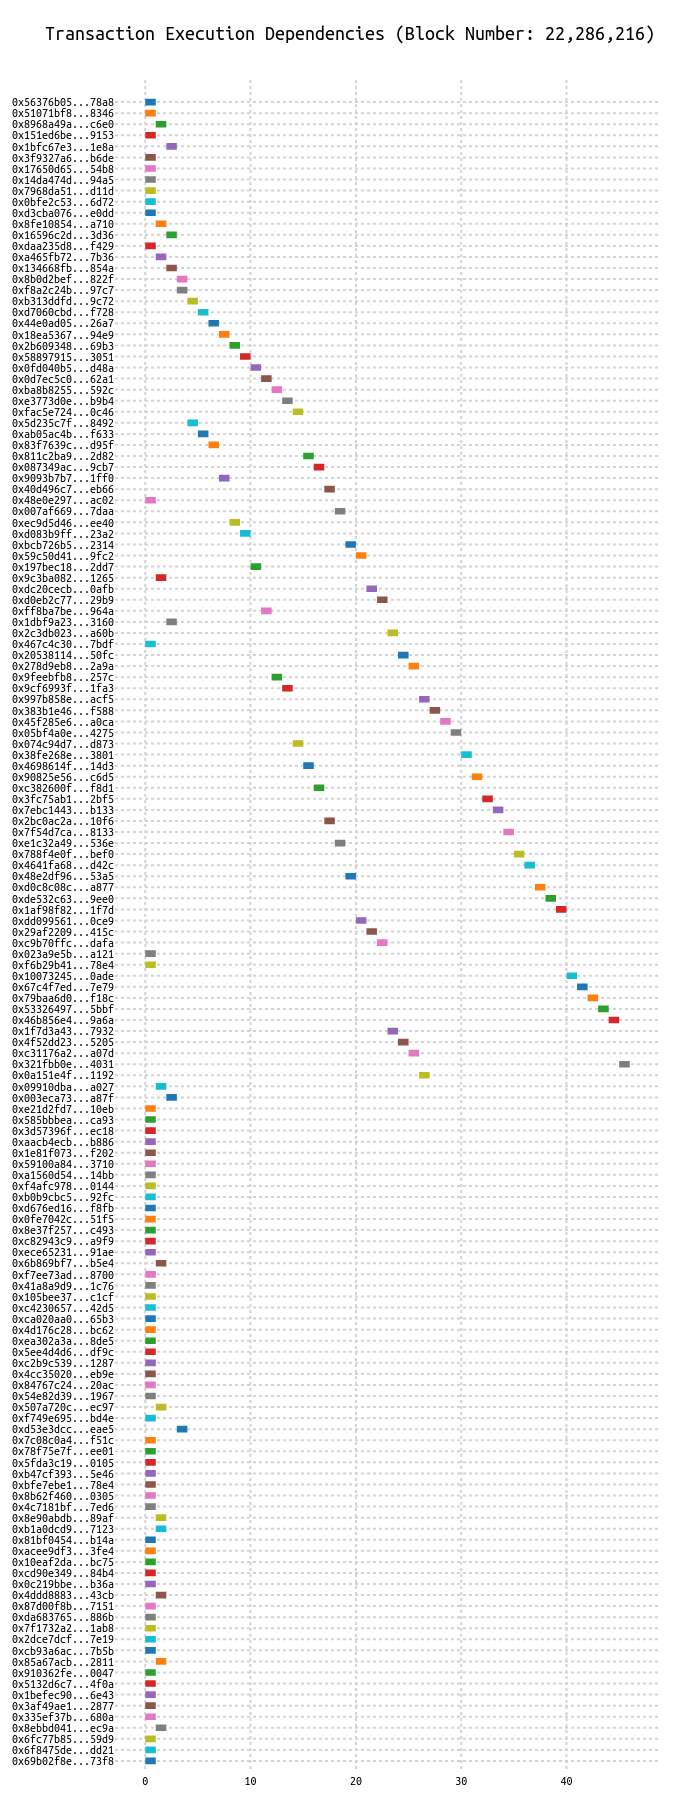 Transaction Execution Dependencies (Block Number: 22,286,216)
0x56376b05...78a8
0x51071bf8...8346
0x8968a49a...c6e0
0x151ed6be...9153
0x1bfc67e3...1e8a
0x3f9327a6...b6de
0x17650d65...54b8
0x14da474d...94a5
0x7968da51...d11d
0x0bfe2c53...6d72
0xd3cba076...e0dd
0x8fe10854...a710
0x16596c2d...3d36
0xdaa235d8...f429
0xa465fb72...7b36
0x134668fb...854a
0x8b0d2bef...822f
0xf8a2c24b...97c7
0xb313ddfd...9c72
0xd7060cbd...f728
0x44e0ad05...26a7
0x18ea5367...94e9
0x2b609348...69b3
0x58897915...3051
0x0fd040b5...d48a
0x0d7ec5c0...62a1
0xba8b8255...592c
0xe3773d0e...b9b4
0xfac5e724...0c46
0x5d235c7f...8492
0xab05ac4b...f633
0x83f7639c...d95f
0x811c2ba9...2d82
0x087349ac...9cb7
0x9093b7b7...1ff0
0x40d496c7...eb66
0x48e0e297...ac02
0x007af669...7daa
0xec9d5d46...ee40
0xd083b9ff...23a2
0xbcb726b5...2314
0x59c50d41...9fc2
0x197bec18...2dd7
0x9c3ba082...1265
0xdc20cecb...0afb
0xd0eb2c77...29b9
0xff8ba7be...964a
0x1dbf9a23...3160
0x2c3db023...a60b
0x467c4c30...7bdf
0x20538114...50fc
0x278d9eb8...2a9a
0x9feebfb8...257c
0x9cf6993f...1fa3
0x997b858e...acf5
0x383b1e46...f588
0x45f285e6...a0ca
0x05bf4a0e...4275
0x074c94d7...d873
0x38fe268e...3801
0x4698614f...14d3
0x90825e56...c6d5
0xc382600f...f8d1
0x3fc75ab1...2bf5
0x7ebc1443...b133
0x2bc0ac2a...10f6
0x7f54d7ca...8133
0xe1c32a49...536e
0x788f4e0f...bef0
0x4641fa68...d42c
0x48e2df96...53a5
0xd0c8c08c...a877
0xde532c63...9ee0
0x1af98f82...1f7d
0xdd099561...0ce9
0x29af2209...415c
0xc9b70ffc...dafa
0x023a9e5b...a121
0xf6b29b41...78e4
0x10073245...0ade
0x67c4f7ed...7e79
0x79baa6d0...f18c
0x53326497...5bbf
0x46b856e4...9a6a
0x1f7d3a43...7932
0x4f52dd23...5205
0xc31176a2...a07d
0x321fbb0e...4031
0x0a151e4f...1192
0x09910dba...a027
0x003eca73...a87f
0xe21d2fd7...10eb
0x585bbbea...ca93
0x3d57396f...ec18
0xaacb4ecb...b886
0x1e81f073...f202
0x59100a84...3710
0xa1560d54...14bb
0xf4afc978...0144
0xb0b9cbc5...92fc
0xd676ed16...f8fb
0x0fe7042c...51f5
0x8e37f257...c493
0xc82943c9...a9f9
0xece65231...91ae
0x6b869bf7...b5e4
0xf7ee73ad...8700
0x41a8a9d9...1c76
0x105bee37...c1cf
0xc4230657...42d5
0xca020aa0...65b3
0x4d176c28...bc62
0xea302a3a...8de5
0x5ee4d4d6...df9c
0xc2b9c539...1287
0x4cc35020...eb9e
0x84767c24...20ac
0x54e82d39...1967
0x507a720c...ec97
0xf749e695...bd4e
0xd53e3dcc...eae5
0x7c08c0a4...f51c
0x78f75e7f...ee01
0x5fda3c19...0105
0xb47cf393...5e46
0xbfe7ebe1...78e4
0x8b62f460...0305
0x4c7181bf...7ed6
0x8e90abdb...89af
0xb1a0dcd9...7123
0x81bf0454...b14a
0xacee9df3...3fe4
0x10eaf2da...bc75
0xcd90e349...84b4
0x0c219bbe...b36a
0x4ddd8883...43cb
0x87d00f8b...7151
0xda683765...886b
0x7f1732a2...1ab8
0x2dce7dcf...7e19
0xcb93a6ac...7b5b
0x85a67acb...2811
0x910362fe...0047
0x5132d6c7...4f0a
0x1befec90...6e43
0x3af49ae1...2877
0x335ef37b...680a
0x8ebbd041...ec9a
0x6fc77b85...59d9
0x6f8475de...dd21
0x69b02f8e...73f8
0 10 20 30 40